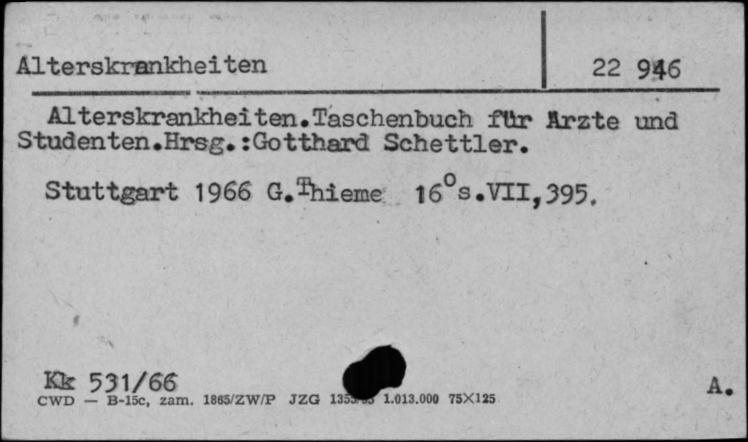 Alterskrankheiten 22 946
Alterskrankheiten.Taschenbuch für Ärzte und
Studenten.Hrsg.:Gotthard Schettler.
Stuttgart 1966 G.Thieme 16°s.VII,395.
Kk 531/66
A.
CWD — B-15c, zam. 1865/ZW/P JZG 1.013.000 75X125